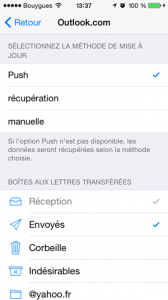 Bouygues 13:37
Retour Outlook.com
SÉLECTIONNEZ LA MÉTHODE DE MISE À
JOUR
Push
récupération
manuelle
Si l'option Push n'est pas disponible, les
données seront récupérées selon la méthode
choisie.
BOÎTES AUX LETTRES TRANSFÉRÉES
Réception
Envoyés
Corbeille
Indésirables
@yahoo.fr